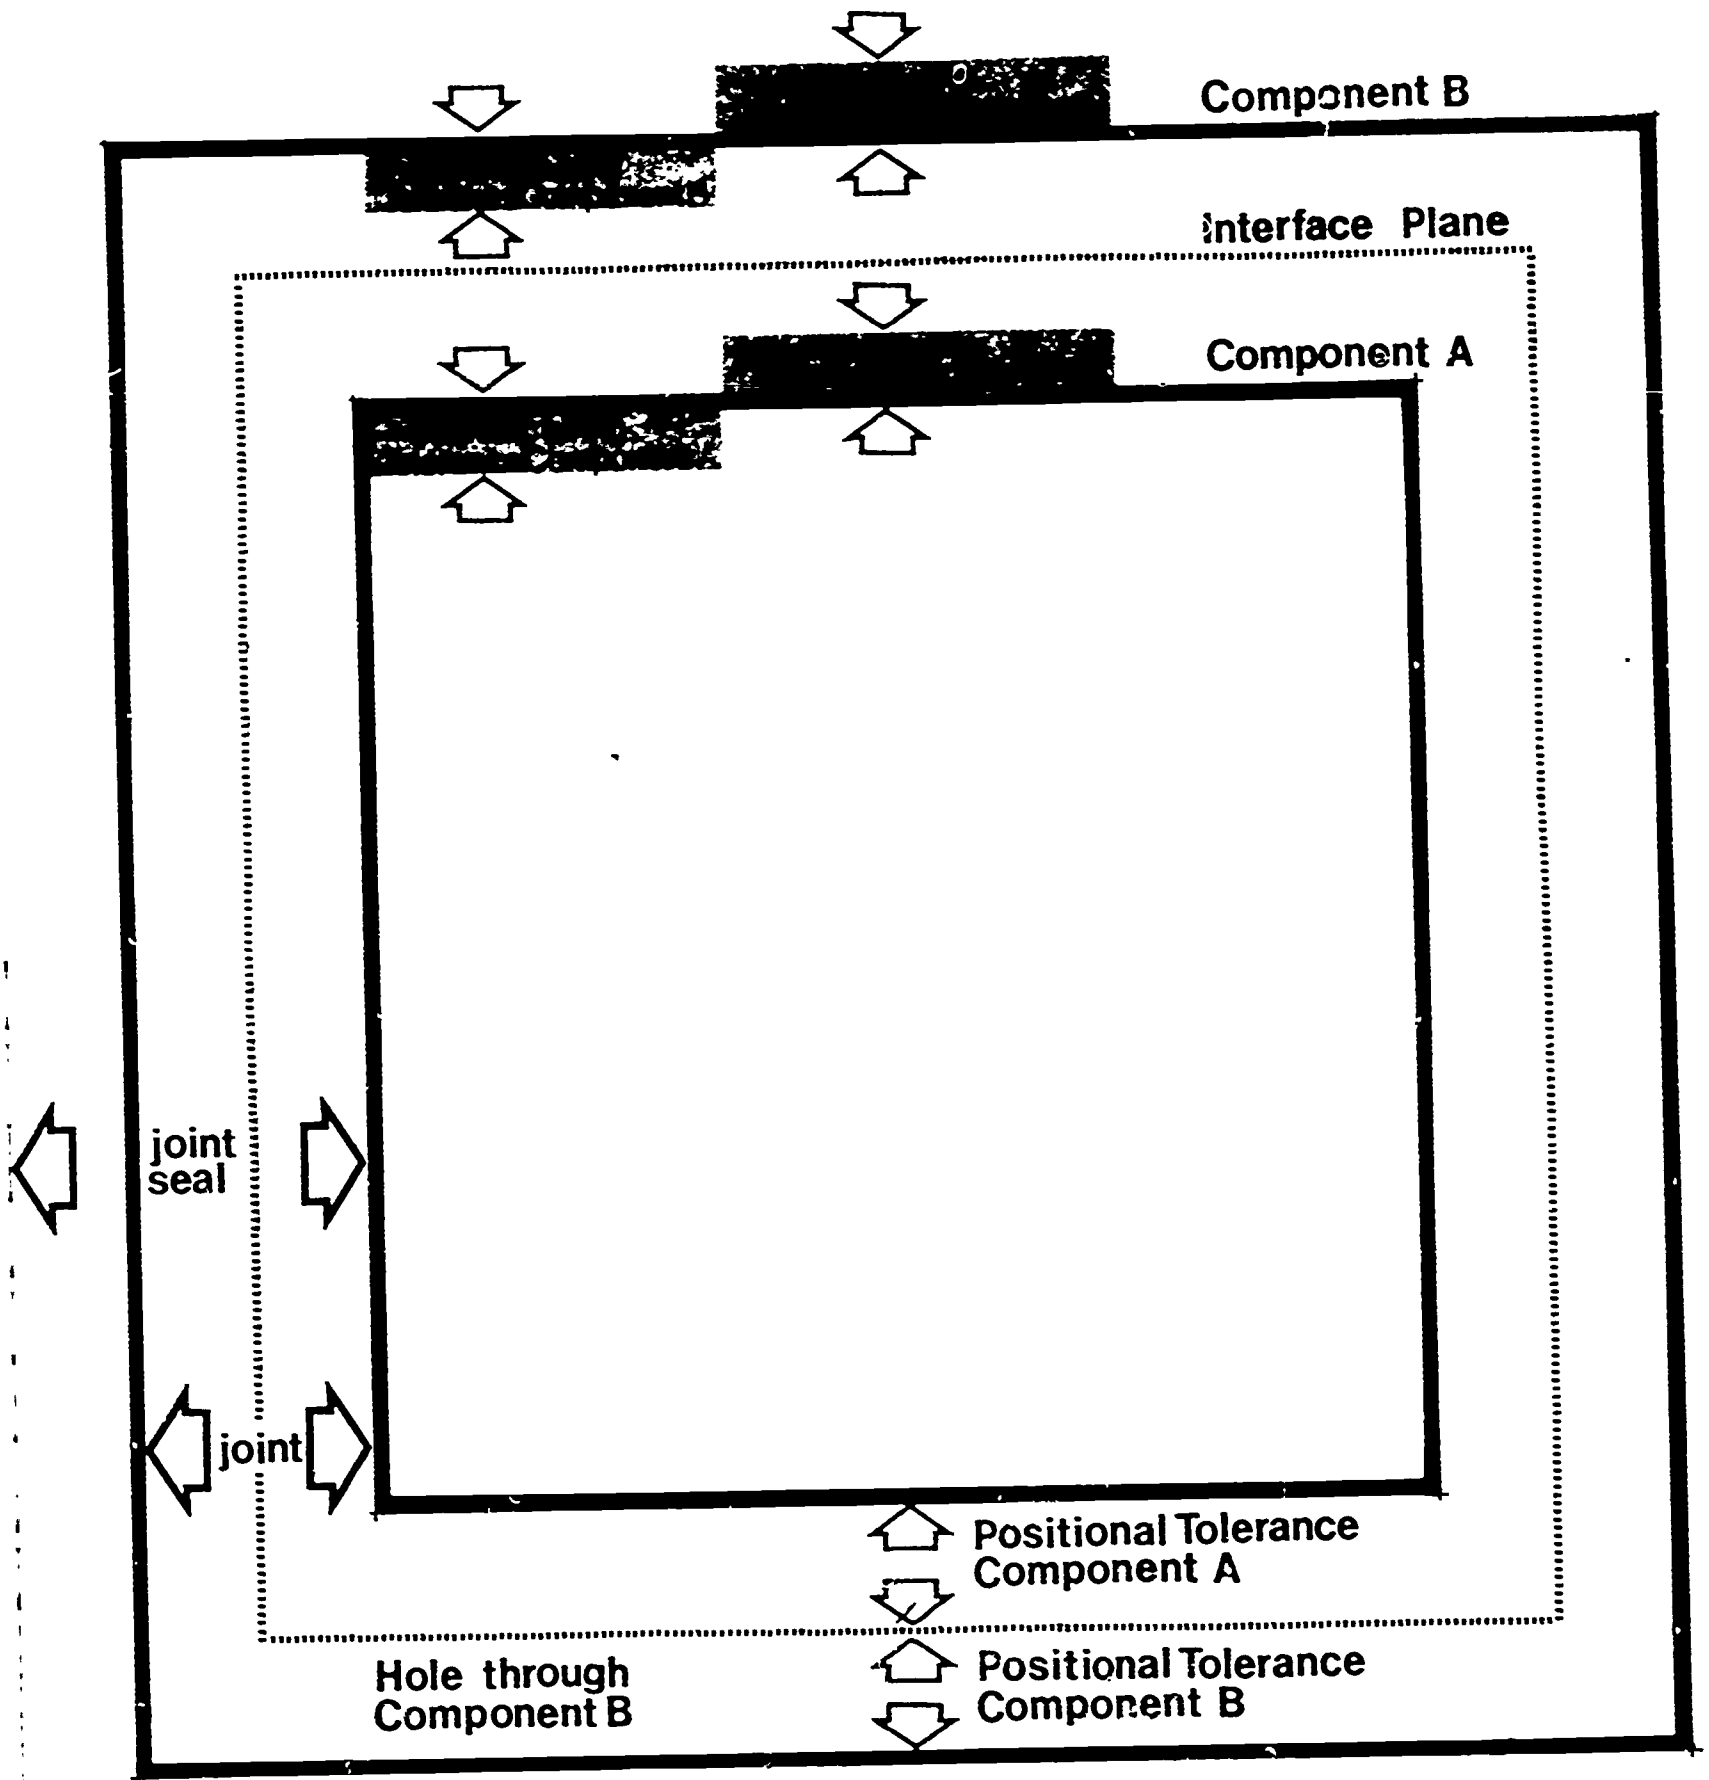 Component B
Interface Plane
Component A
joint
seal
joint
Positional Tolerance
Component A
Positional Tolerance
Component B
Hole through
Component B